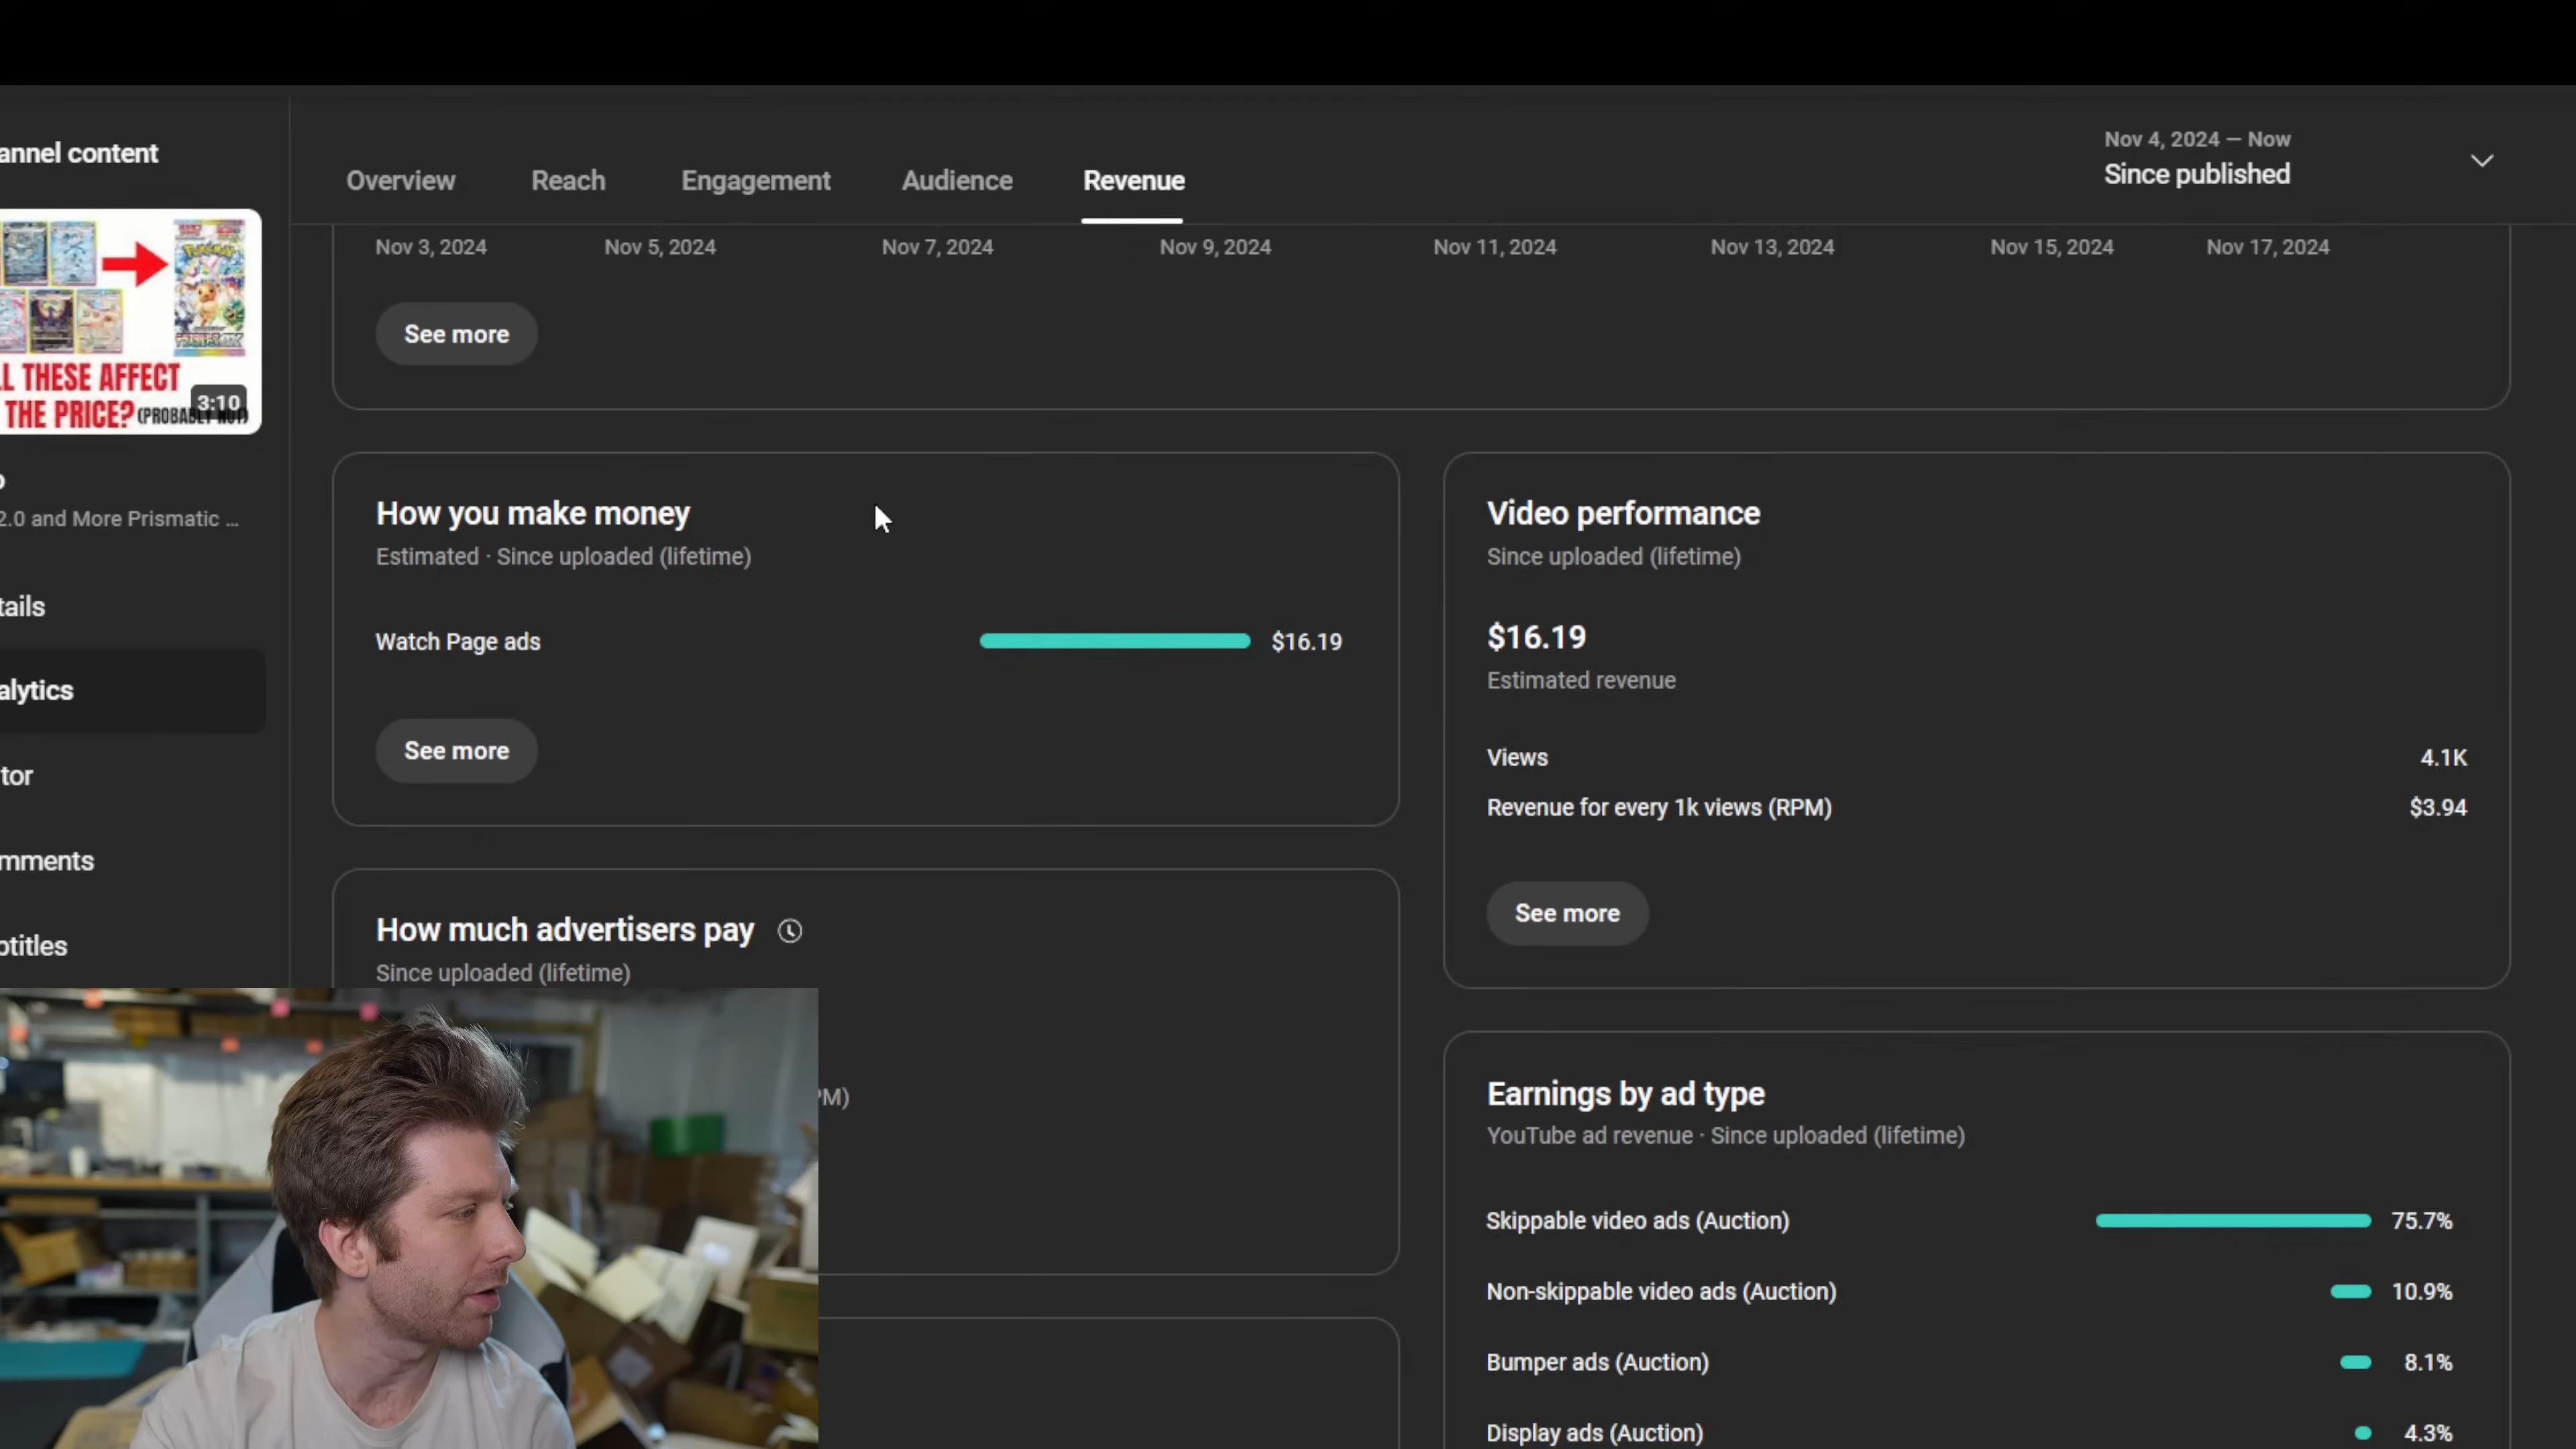 annel content
Overview
Reach
Engagement
Audience
Revenue
Nov 4, 2024 — Now
Since published
Nov 3, 2024
Nov 5, 2024
Nov 7, 2024
Nov 9, 2024
Nov 11, 2024
Nov 13, 2024
Nov 15, 2024
Nov 17, 2024
See more
Pokémon
LL THESE AFFECT
THE PRICE? (PROBABLY NOT)
3:10
o
2.0 and More Prismatic ...
tails
alytics
tor
mments
btitles
How you make money
Estimated · Since uploaded (lifetime)
Watch Page ads
$16.19
See more
Video performance
Since uploaded (lifetime)
$16.19
Estimated revenue
Views
4.1K
Revenue for every 1k views (RPM)
$3.94
See more
How much advertisers pay
Since uploaded (lifetime)
PM)
Earnings by ad type
YouTube ad revenue · Since uploaded (lifetime)
Skippable video ads (Auction)
75.7%
Non-skippable video ads (Auction)
10.9%
Bumper ads (Auction)
8.1%
Display ads (Auction)
4.3%